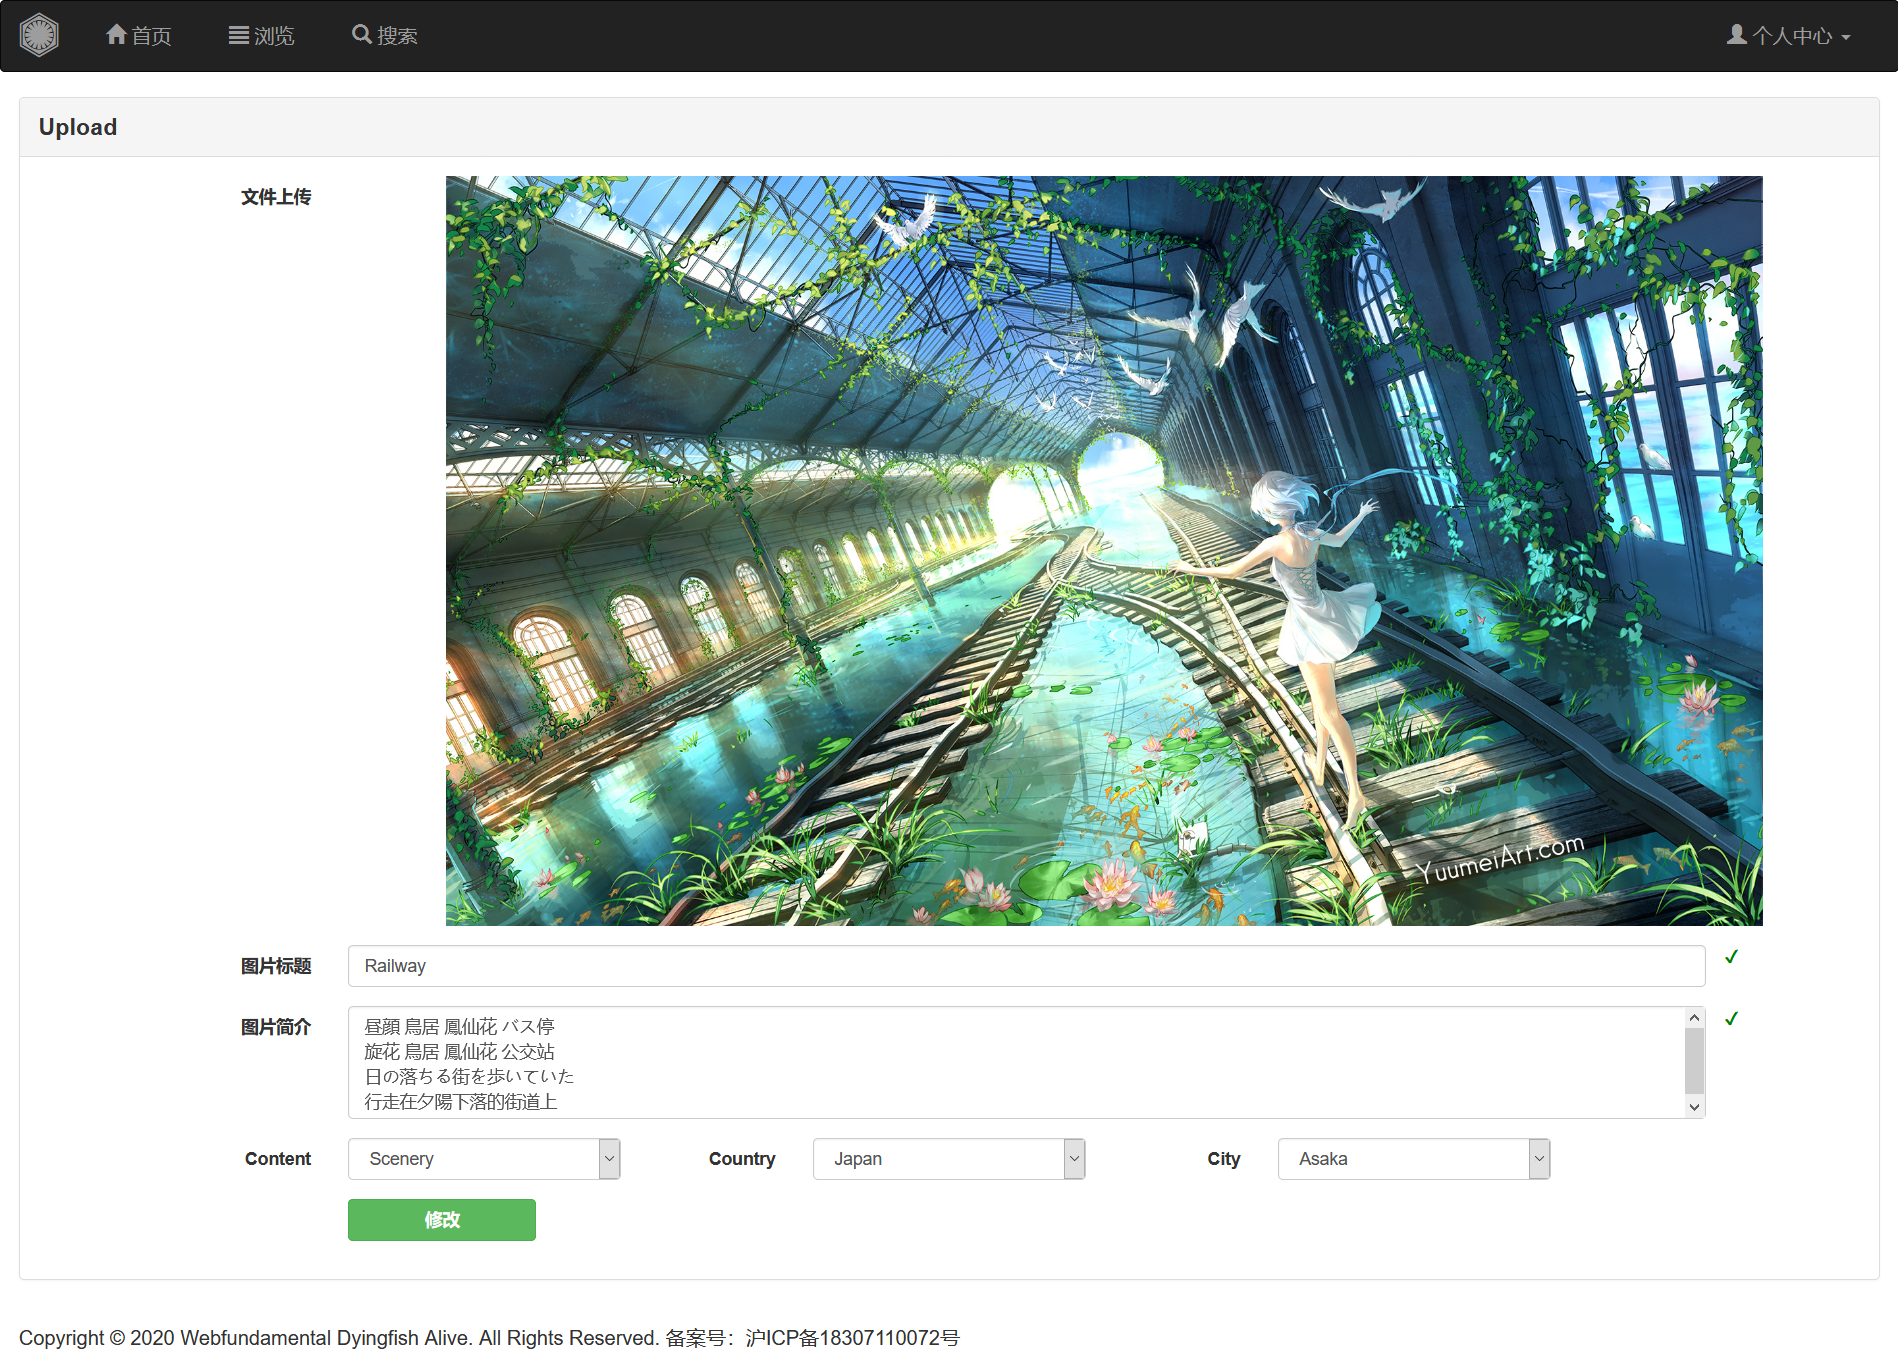 首页 浏览 搜索 个人中心
Upload
文件上传
YuumeiArt.com
图片标题 Railway
图片简介 昼顔 鳥居 鳳仙花 バス停
旋花 鳥居 鳳仙花 公交站
日の落ちる街を歩いていた
行走在夕陽下落的街道上
Content Scenery Country Japan City Asaka
修改
Copyright © 2020 Webfundamental Dyingfish Alive. All Rights Reserved. 备案号：沪ICP备18307110072号